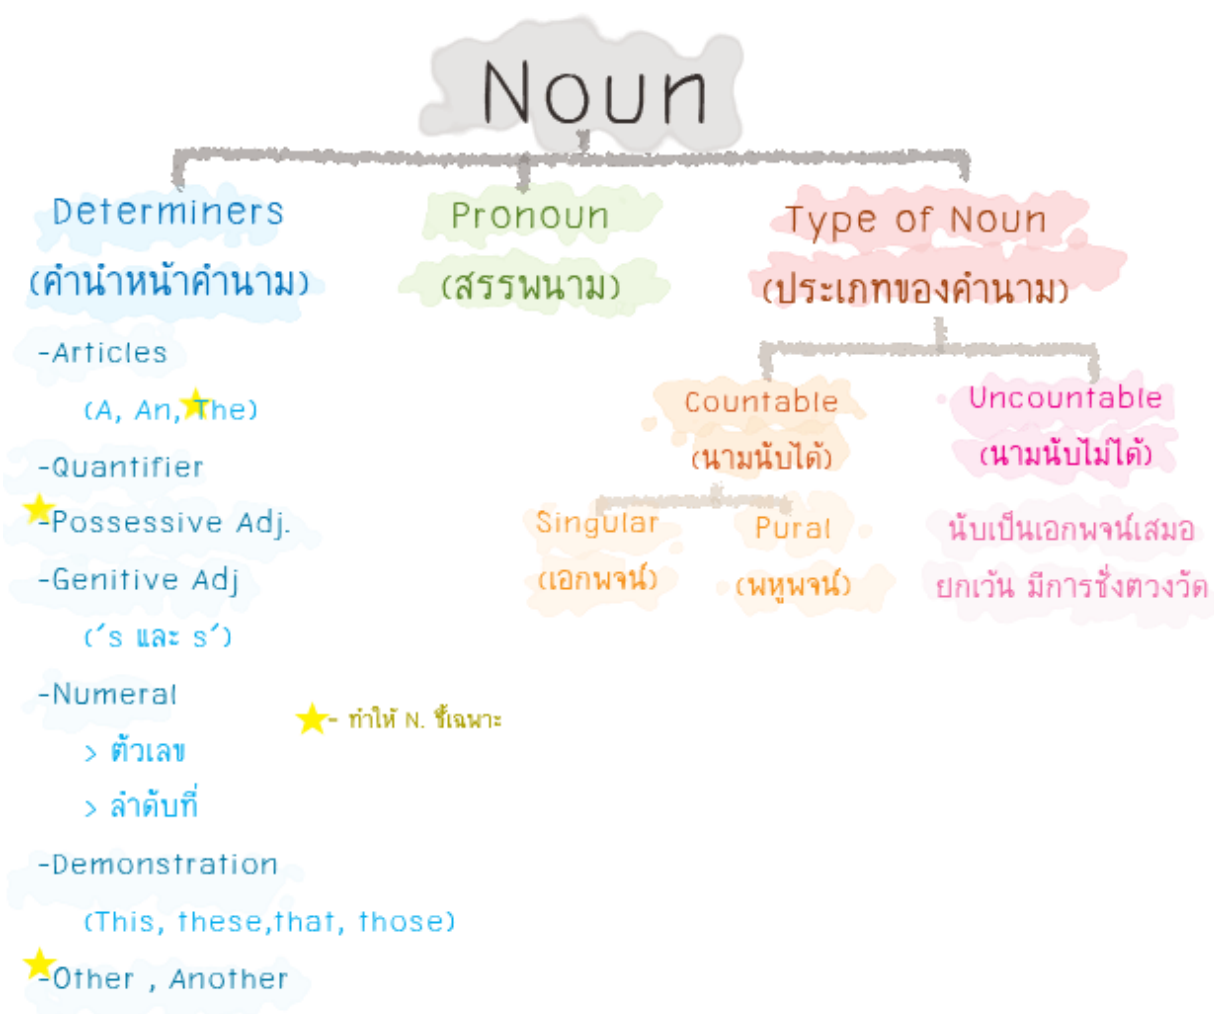 Noun
Determiners
(คำนำหน้าคำนาม)
-Articles
(A, An, The)
-Quantifier
-Possessive Adj.
-Genitive Adj
(´s และ s´)
-Numeral
> ตัวเลข
> ลำดับที่
-Demonstration
(This, these,that, those)
-Other , Another
- ทำให้ N. ชี้เฉพาะ
Pronoun
(สรรพนาม)
Type of Noun
(ประเภทของคำนาม)
Countable
(นามนับได้)
Singular
(เอกพจน์)
Pural
(พหูพจน์)
Uncountable
(นามนับไม่ได้)
นับเป็นเอกพจน์เสมอ
ยกเว้น มีการชั่งตวงวัด